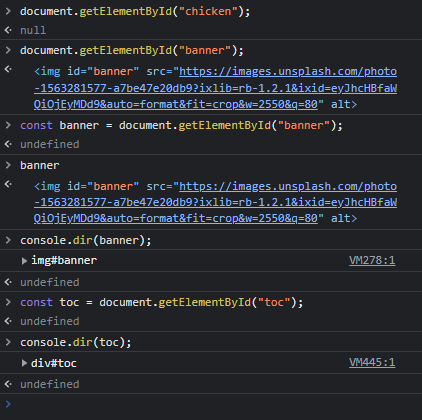 document.getElementById("chicken");
null
document.getElementById("banner");
<img id="banner" src="https://images.unsplash.com/photo
-1563281577-a7be47e20db9?ixlib=rb-1.2.1&ixid=eyJhcHBfaW
QiOjEyMDd9&auto=format&fit=crop&w=2550&q=80" alt>
const banner = document.getElementById("banner");
undefined
banner
<img id="banner" src="https://images.unsplash.com/photo
-1563281577-a7be47e20db9?ixlib=rb-1.2.1&ixid=eyJhcHBfaW
QiOjEyMDd9&auto=format&fit=crop&w=2550&q=80" alt>
console.dir(banner);
img#banner VM278:1
undefined
const toc = document.getElementById("toc");
undefined
console.dir(toc);
div#toc VM445:1
undefined